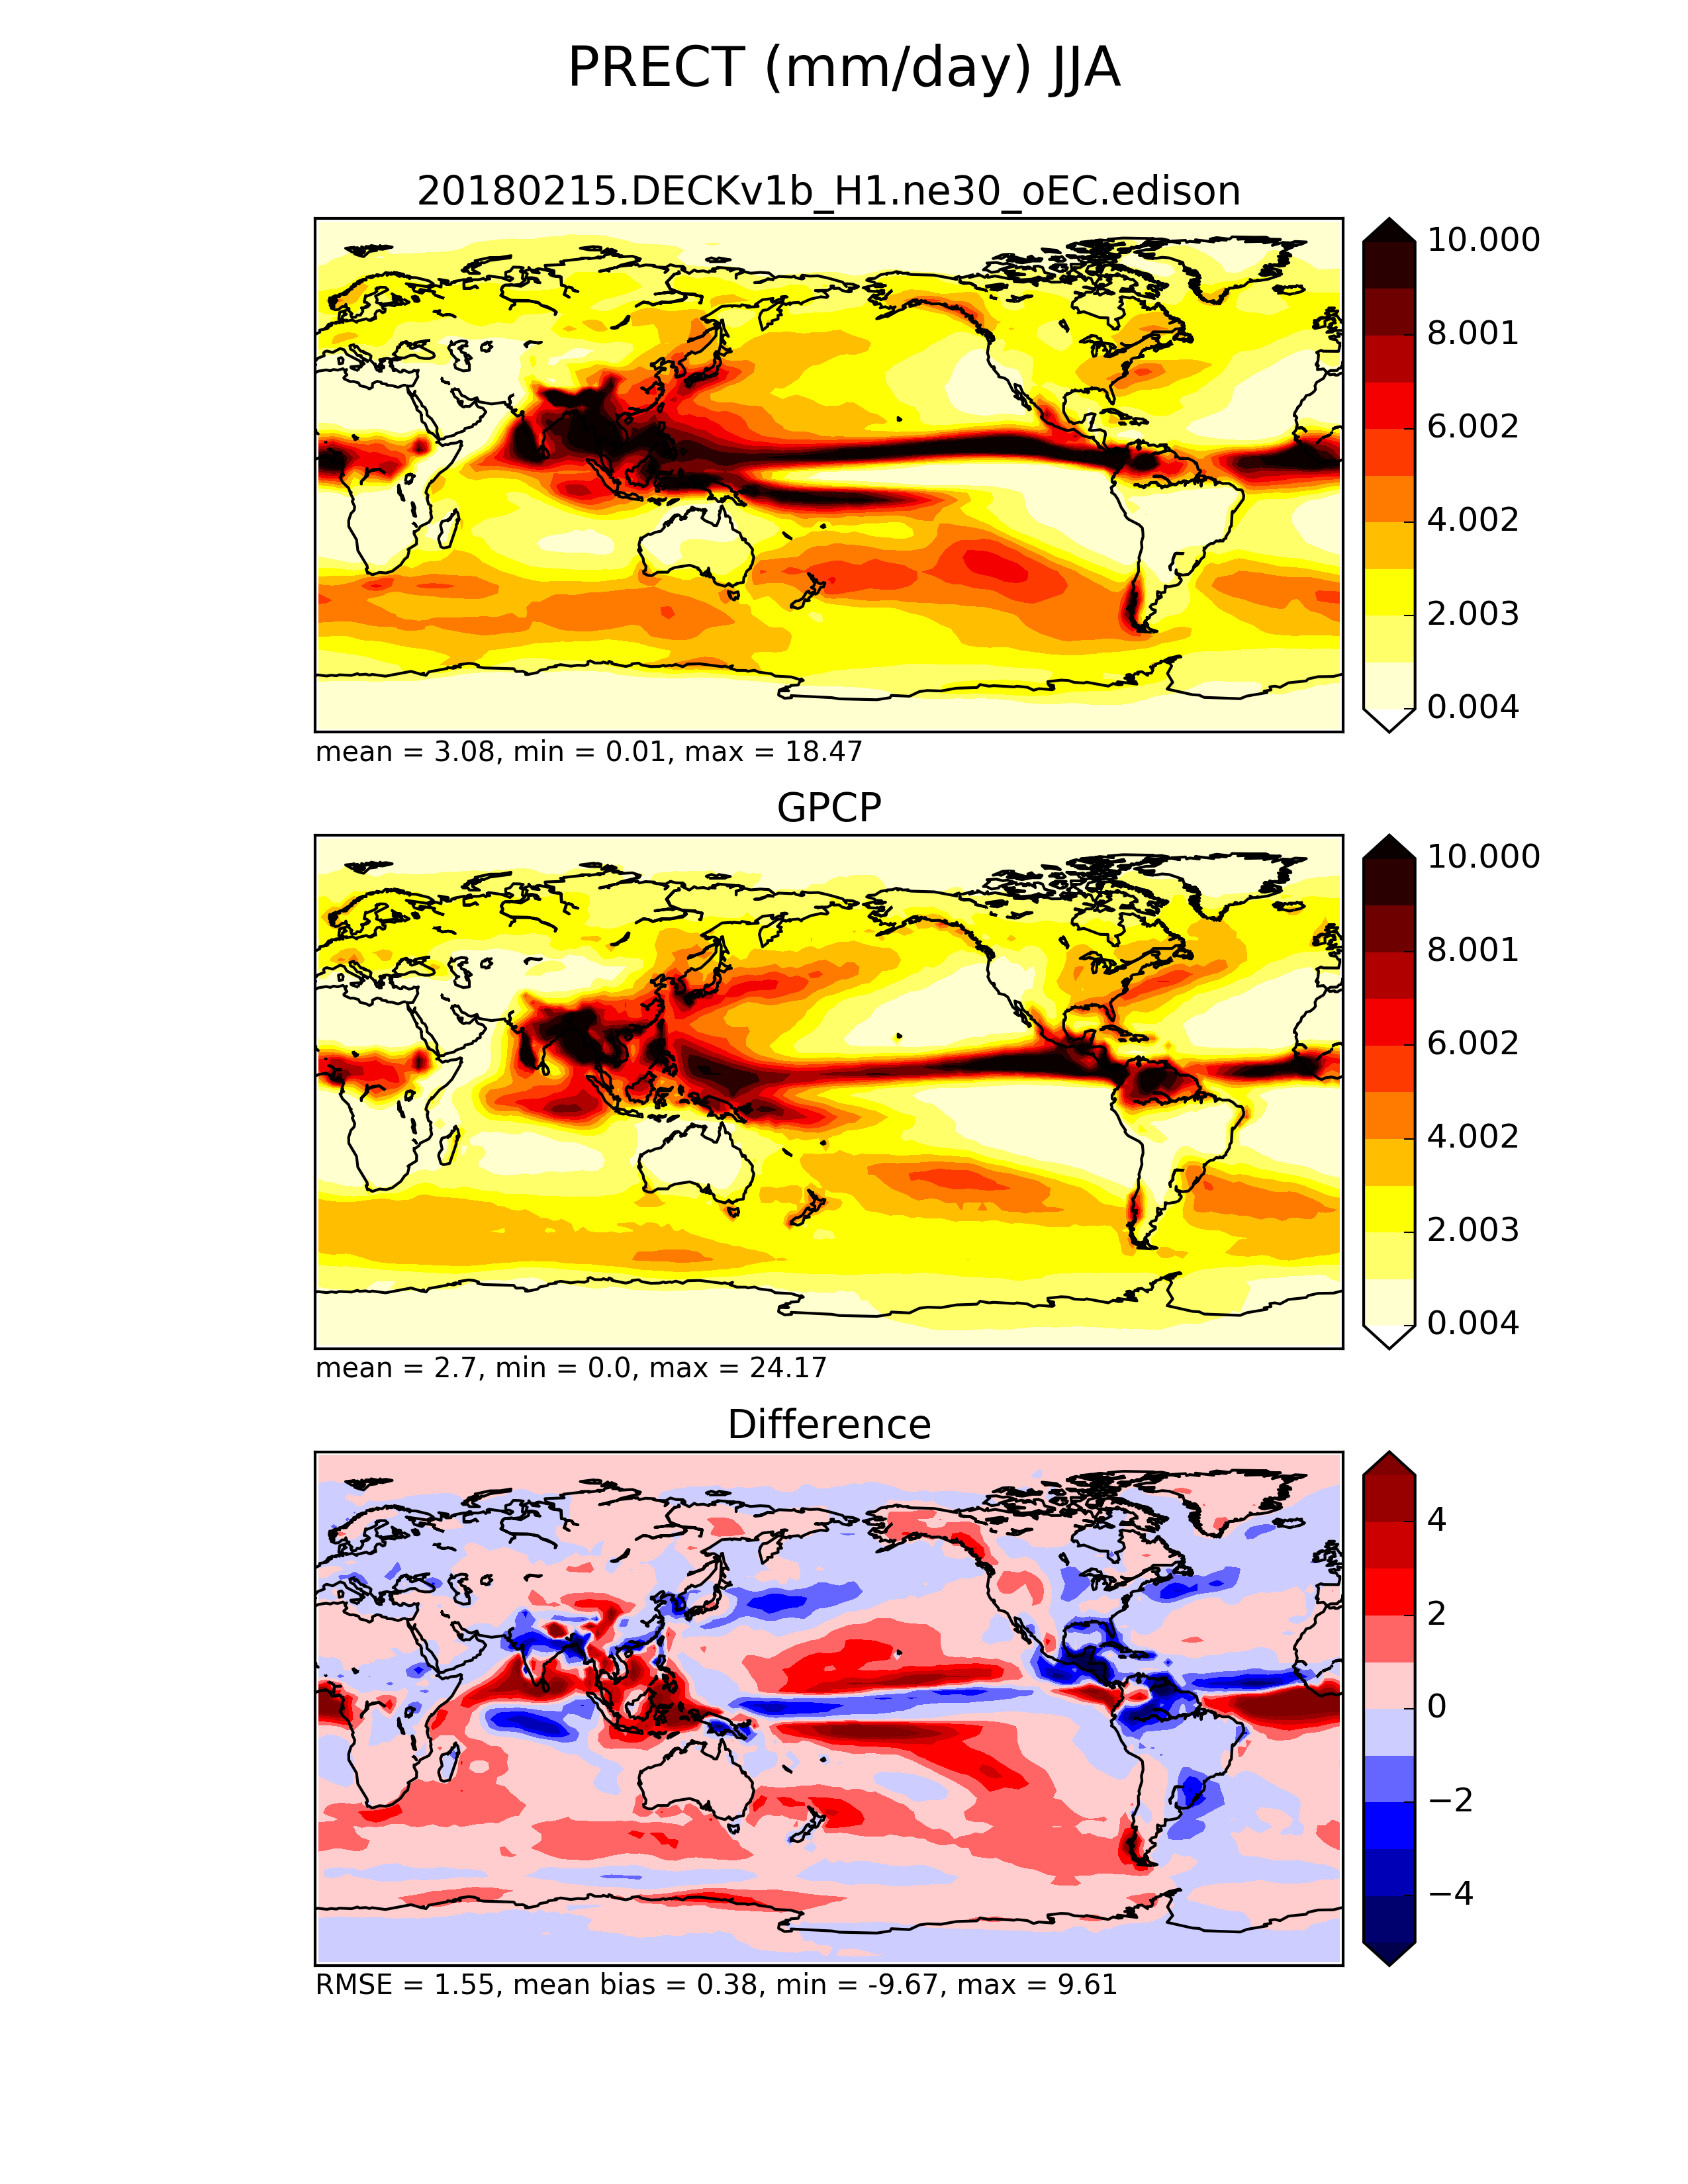 PRECT (mm/day) JJA
20180215.DECKv1b_H1.ne30_oEC.edison
10.000
8.001
6.002
4.002
2.003
0.004
mean = 3.08, min = 0.01, max = 18.47
GPCP
10.000
8.001
6.002
4.002
2.003
0.004
mean = 2.7, min = 0.0, max = 24.17
Difference
4
2
0
−2
−4
RMSE = 1.55, mean bias = 0.38, min = -9.67, max = 9.61